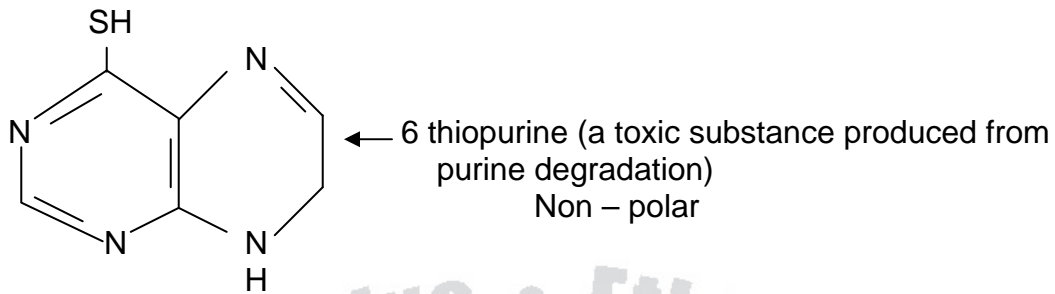 SH
N
N
N
N
H
6 thiopurine (a toxic substance produced from
purine degradation)
Non – polar